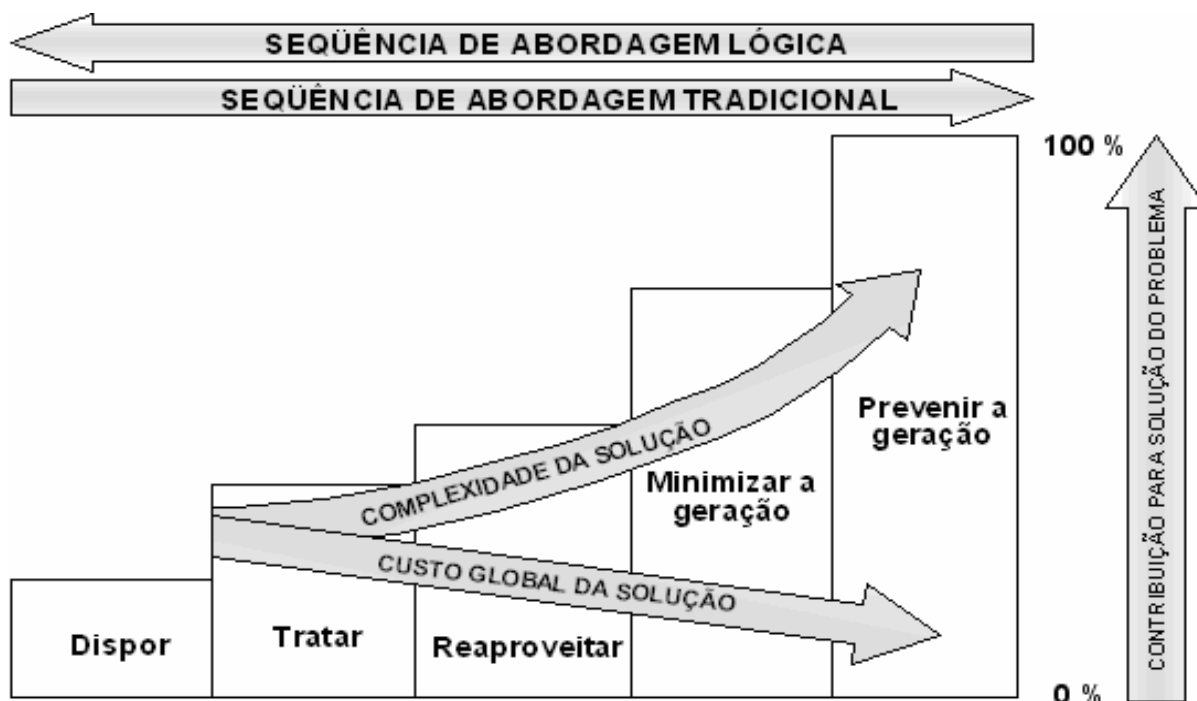 SEQÜÊNCIA DE ABORDAGEM LÓGICA
SEQÜÊNCIA DE ABORDAGEM TRADICIONAL
100 %
CONTRIBUIÇÃO PARA SOLUÇÃO DO PROBLEMA
Prevenir a
geração
COMPLEXIDADE DA SOLUÇÃO
Minimizar a
geração
CUSTO GLOBAL DA SOLUÇÃO
Dispor
Tratar
Reaproveitar
0 %